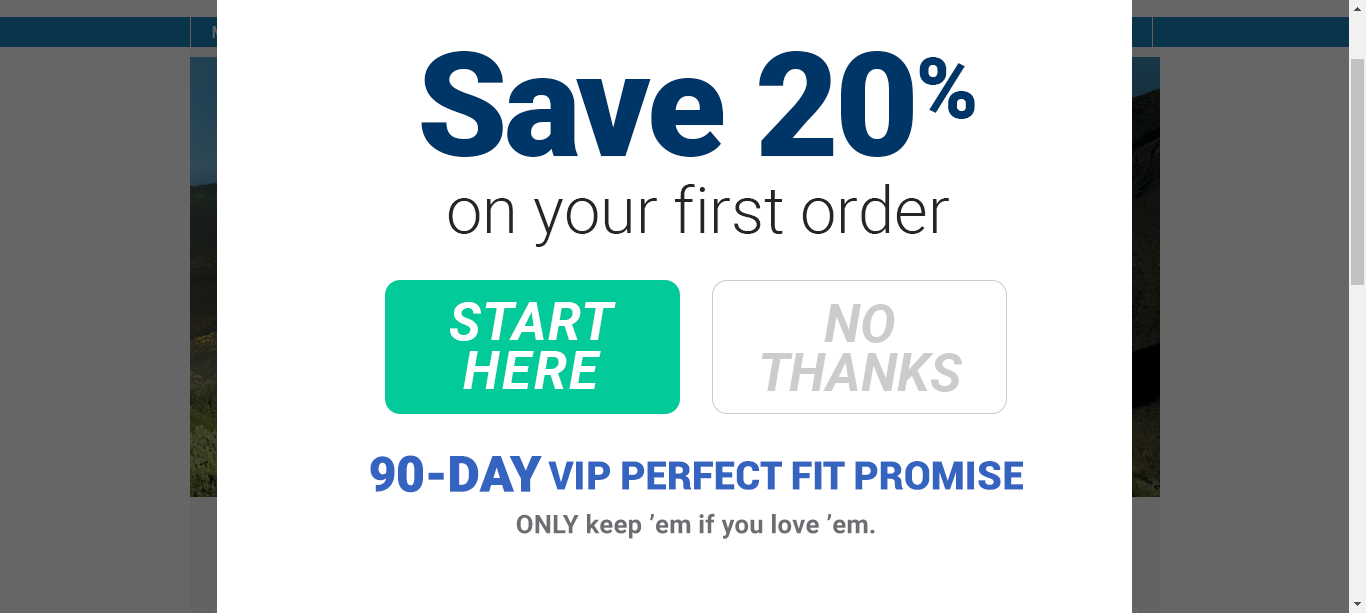 Save 20%
on your first order
START
HERE
NO
THANKS
90-DAY VIP PERFECT FIT PROMISE
ONLY keep ’em if you love ’em.